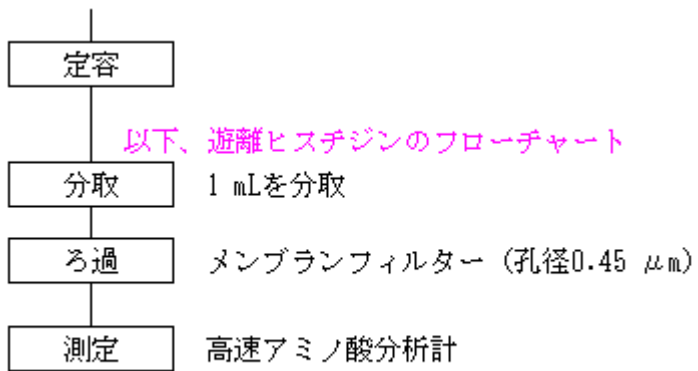 定容
以下、遊離ヒスチジンのフローチャート
分取 1 mLを分取
ろ過 メンブランフィルター (孔径0.45 μm)
測定 高速アミノ酸分析計